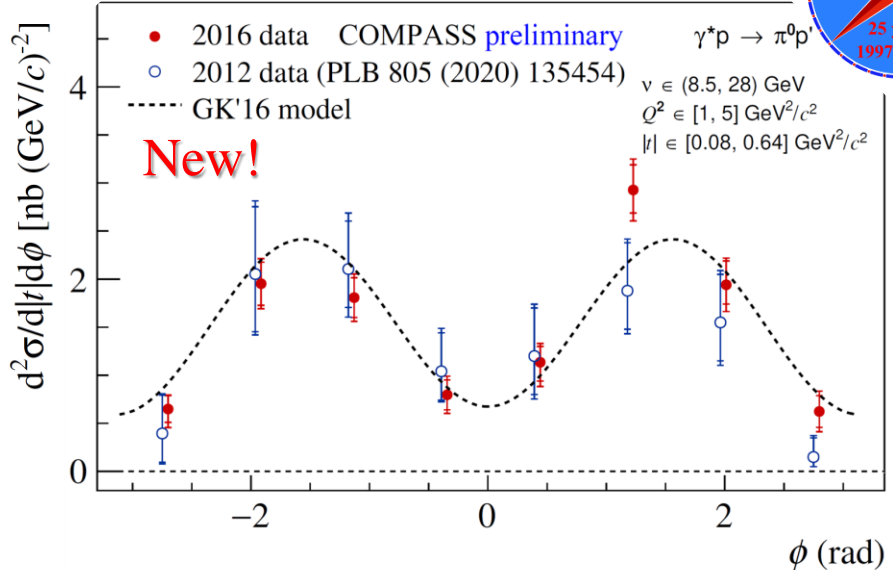 2016 data COMPASS preliminary
2012 data (PLB 805 (2020) 135454)
GK'16 model
New!
γ*p → π⁰p'
25
1997
ν ∈ (8.5, 28) GeV
Q² ∈ [1, 5] GeV²/c²
|t| ∈ [0.08, 0.64] GeV²/c²
d²σ/d|t|dϕ [nb (GeV/c)⁻²]
4
2
0
−2
0
2
ϕ (rad)